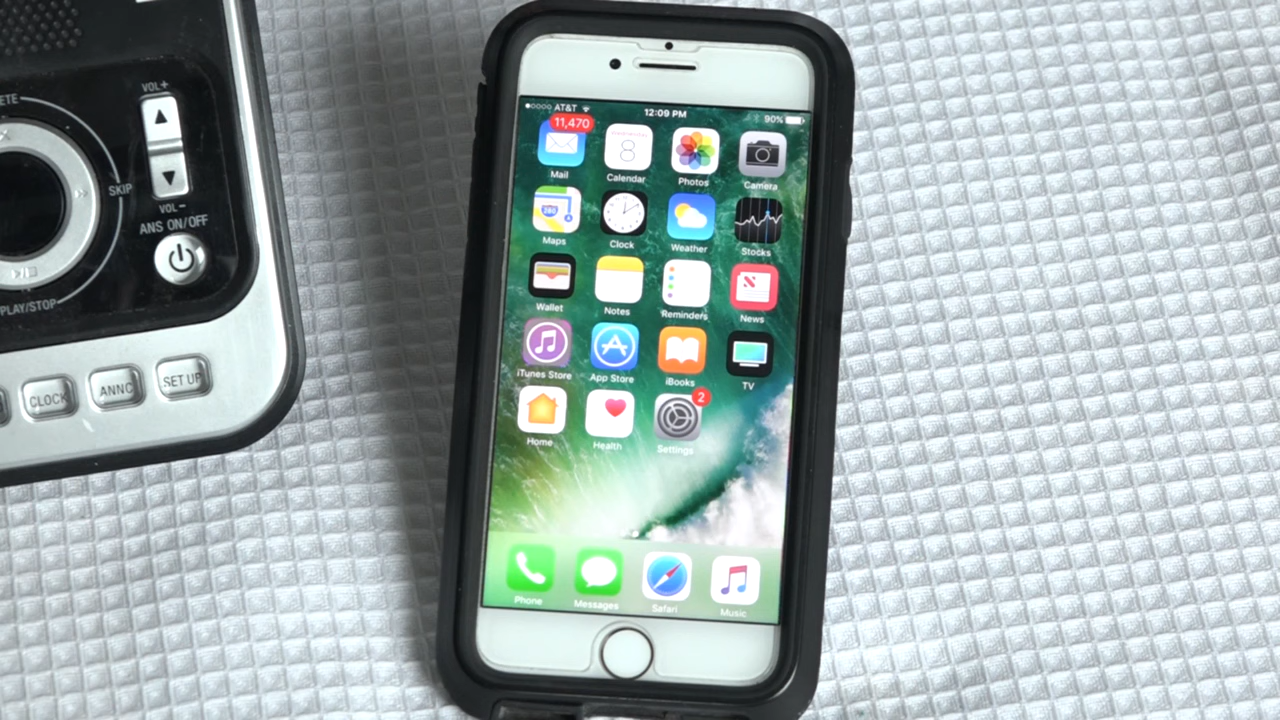 VOL+
SKIP
VOL-
ANS ON/OFF
PLAY/STOP
CLOCK
ANNC
SET UP
AT&T
12:09 PM
90%
11,470
8
Mail
Calendar
Photos
Camera
280
Maps
Clock
Weather
Stocks
Wallet
Notes
Reminders
News
iTunes Store
App Store
iBooks
TV
2
Home
Health
Settings
Phone
Messages
Safari
Music